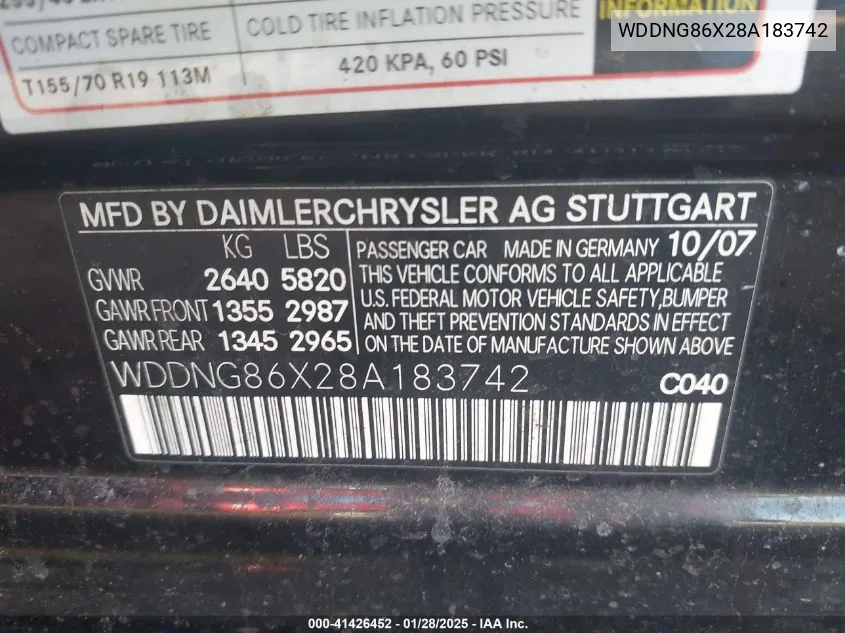 COMPACT SPARE TIRE
COLD TIRE INFLATION PRESSURE
INFORMATION
WDDNG86X28A183742
T155/70 R19 113M
420 KPA, 60 PSI
MFD BY DAIMLERCHRYSLER AG STUTTGART
KG LBS
GVWR 2640 5820
GAWR FRONT 1355 2987
GAWR REAR 1345 2965
PASSENGER CAR MADE IN GERMANY 10/07
THIS VEHICLE CONFORMS TO ALL APPLICABLE
U.S. FEDERAL MOTOR VEHICLE SAFETY,BUMPER
AND THEFT PREVENTION STANDARDS IN EFFECT
ON THE DATE OF MANUFACTURE SHOWN ABOVE
WDDNG86X28A183742
C040
000-41426452 - 01/28/2025 - IAA Inc.